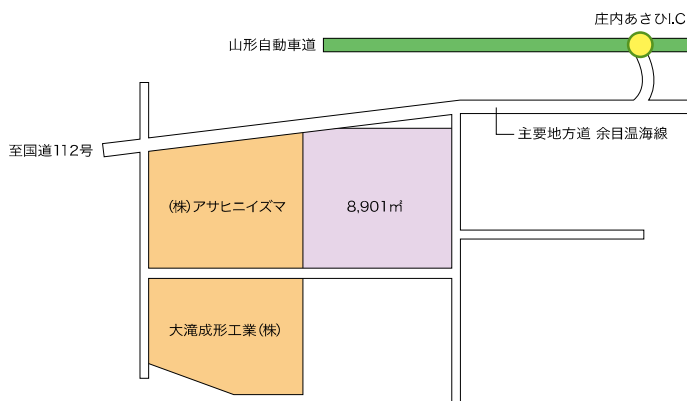 庄内あさひI.C
山形自動車道
主要地方道 余目温海線
至国道112号
(株)アサヒニイズマ
8,901㎡
大滝成形工業(株)